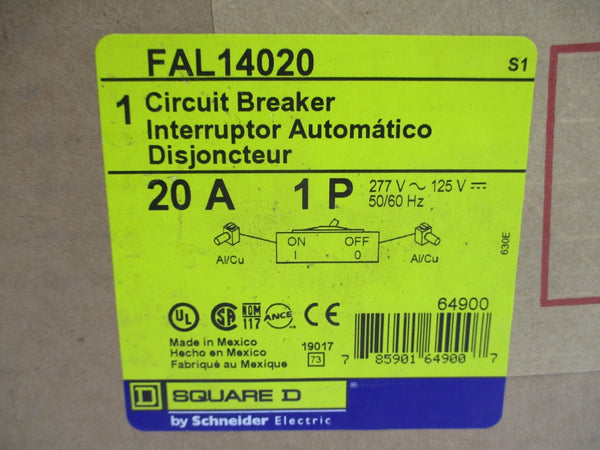 FAL14020 S1
1 Circuit Breaker
Interruptor Automático
Disjoncteur
20 A 1 P 277 V ~ 125 V ⎓
50/60 Hz
ON OFF
I 0
Al/Cu Al/Cu
630E
64900
UL SA NOM 117 ANCE CE
Made in Mexico
Hecho en Mexico
Fabriqué au Mexique
19017
73
7 85901 64900 7
SQUARE D ®
by Schneider Electric